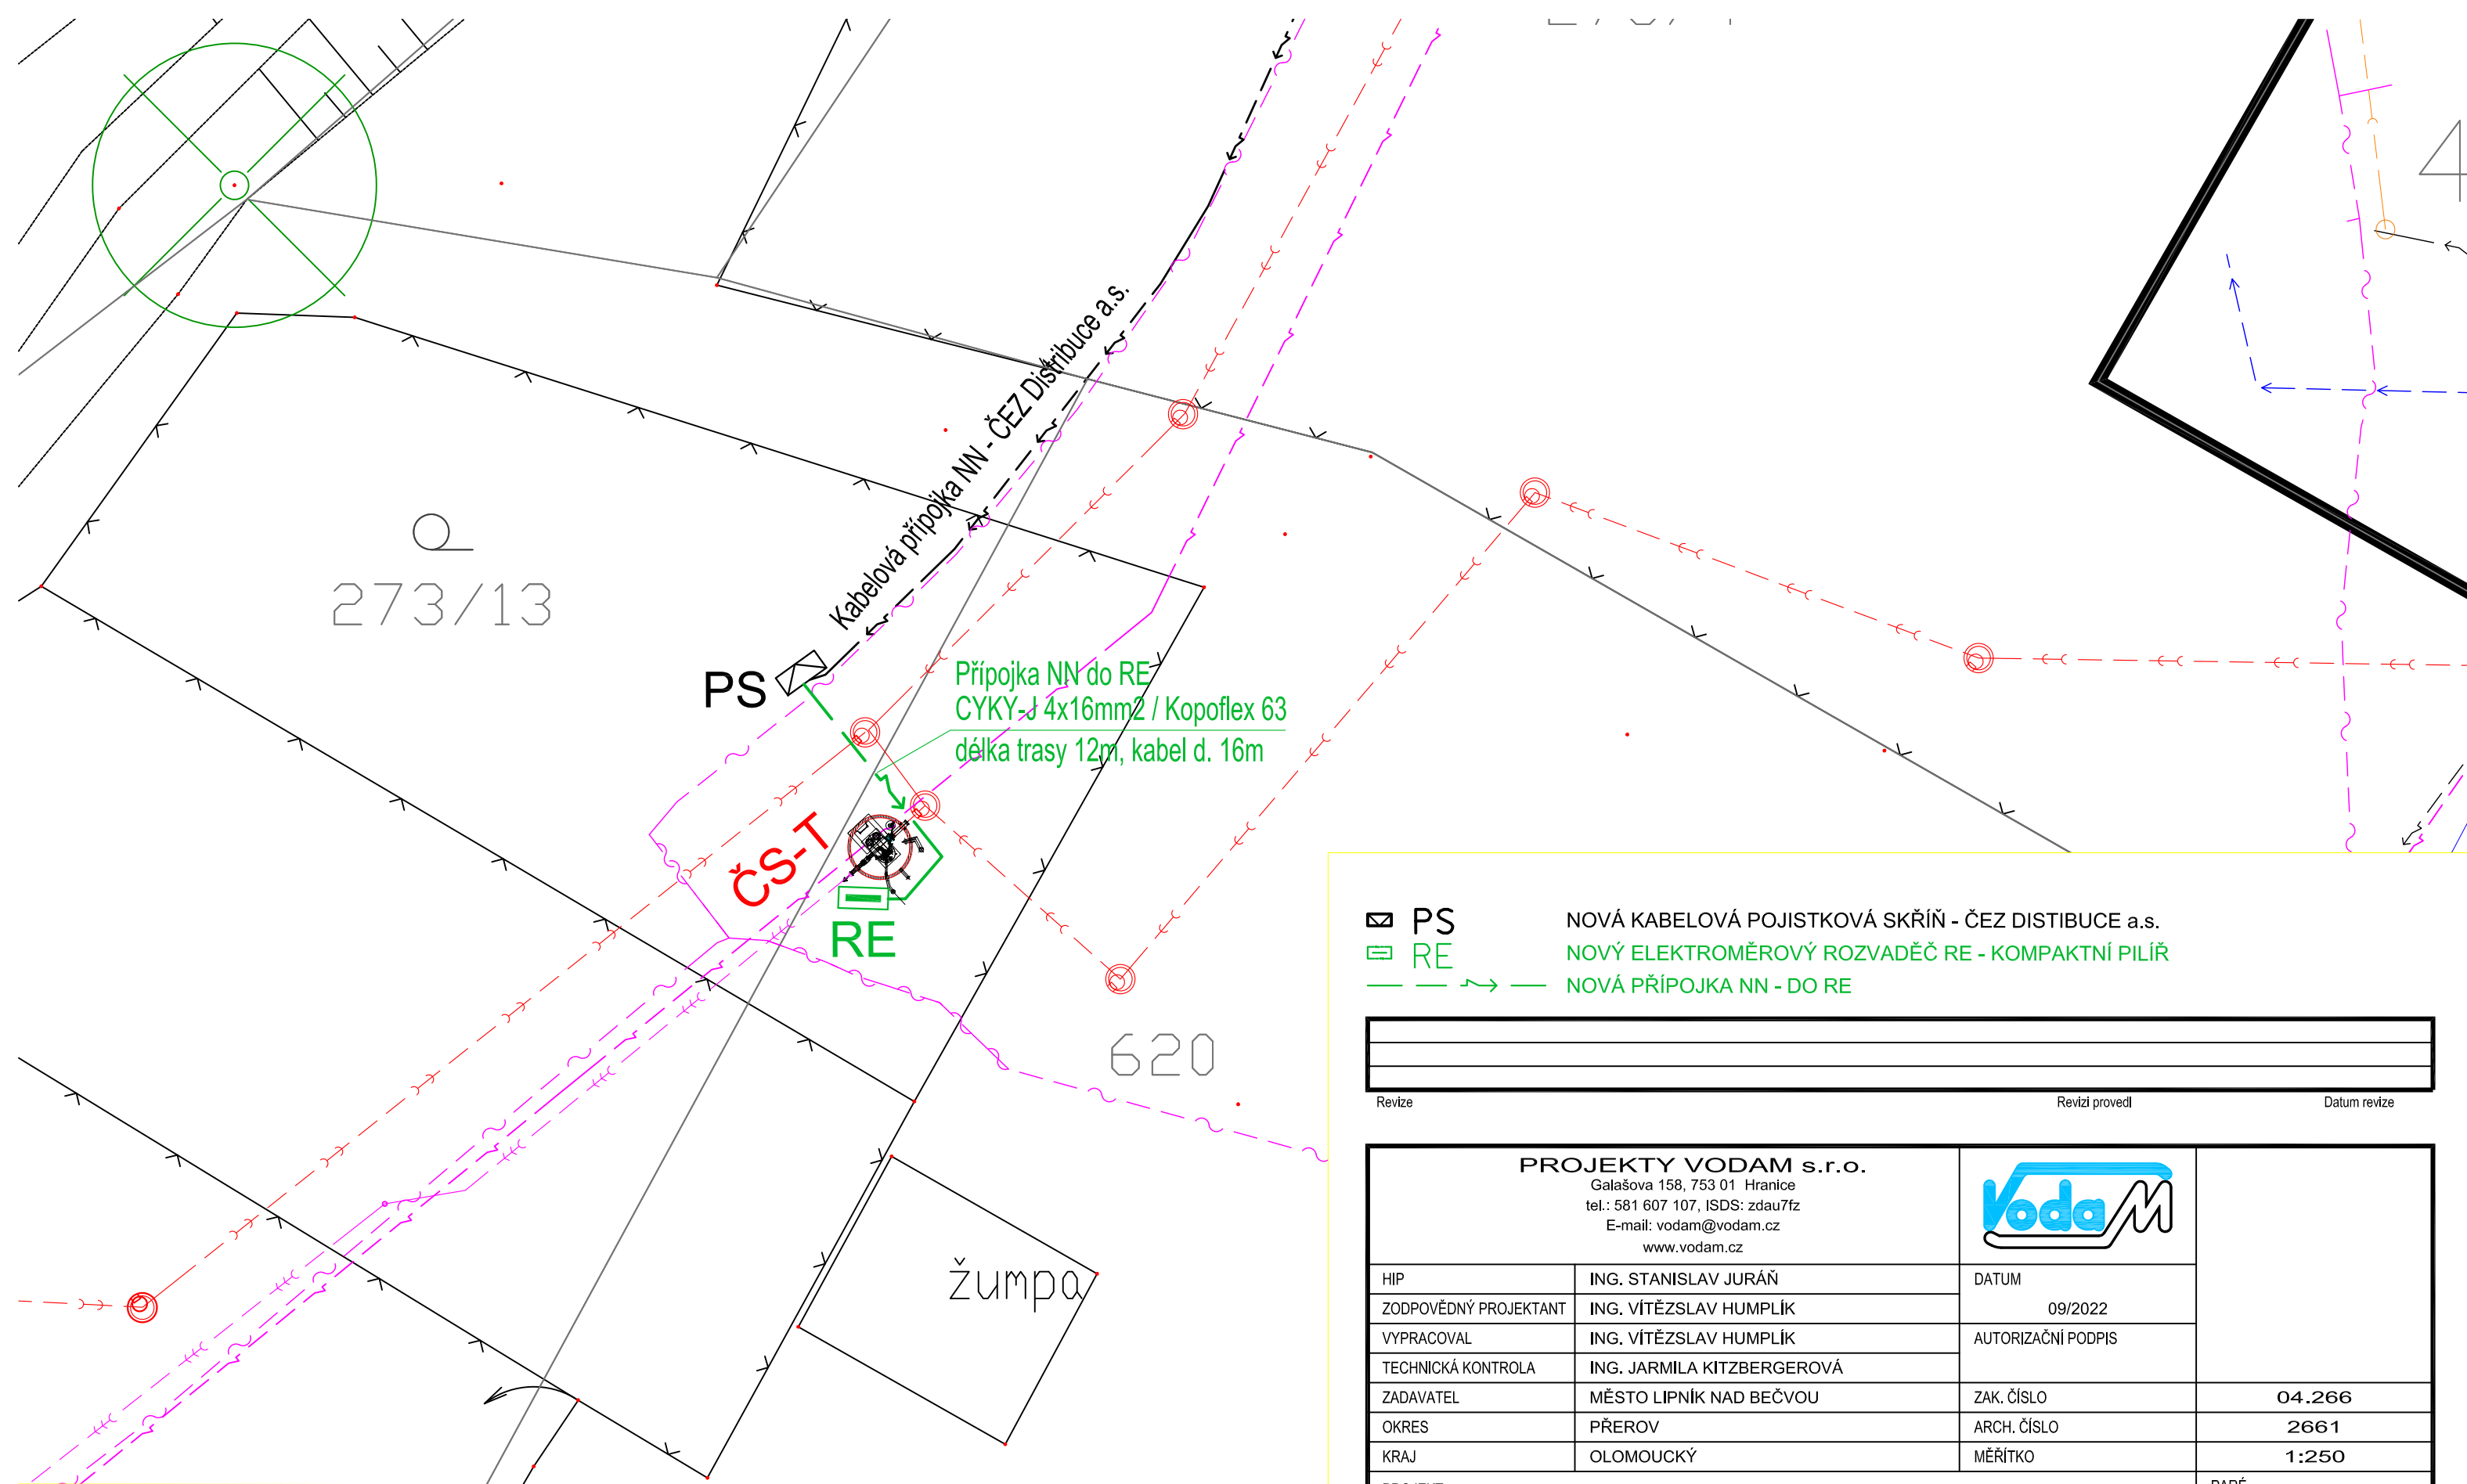 Kabelová přípojka NN - ČEZ Distribuce a.s.
273/13
PS
Přípojka NN do RE
CYKY-J 4x16mm2 / Kopoflex 63
délka trasy 12m, kabel d. 16m
ČS-T
RE
620
žumpa
4
PS NOVÁ KABELOVÁ POJISTKOVÁ SKŘÍŇ - ČEZ DISTIBUCE a.s.
RE NOVÝ ELEKTROMĚROVÝ ROZVADĚČ RE - KOMPAKTNÍ PILÍŘ
NOVÁ PŘÍPOJKA NN - DO RE
Revize Revizi provedl Datum revize
PROJEKTY VODAM s.r.o.
Galašova 158, 753 01 Hranice
tel.: 581 607 107, ISDS: zdau7fz
E-mail: vodam@vodam.cz
www.vodam.cz
VodaM
HIP ING. STANISLAV JURÁŇ DATUM
ZODPOVĚDNÝ PROJEKTANT ING. VÍTĚZSLAV HUMPLÍK 09/2022
VYPRACOVAL ING. VÍTĚZSLAV HUMPLÍK AUTORIZAČNÍ PODPIS
TECHNICKÁ KONTROLA ING. JARMILA KITZBERGEROVÁ
ZADAVATEL MĚSTO LIPNÍK NAD BEČVOU ZAK. ČÍSLO 04.266
OKRES PŘEROV ARCH. ČÍSLO 2661
KRAJ OLOMOUCKÝ MĚŘÍTKO 1:250